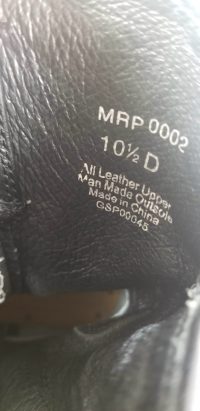 MRP 0002
10½ D
All Leather Upper
Man Made Outsole
Made in China
GSP00045